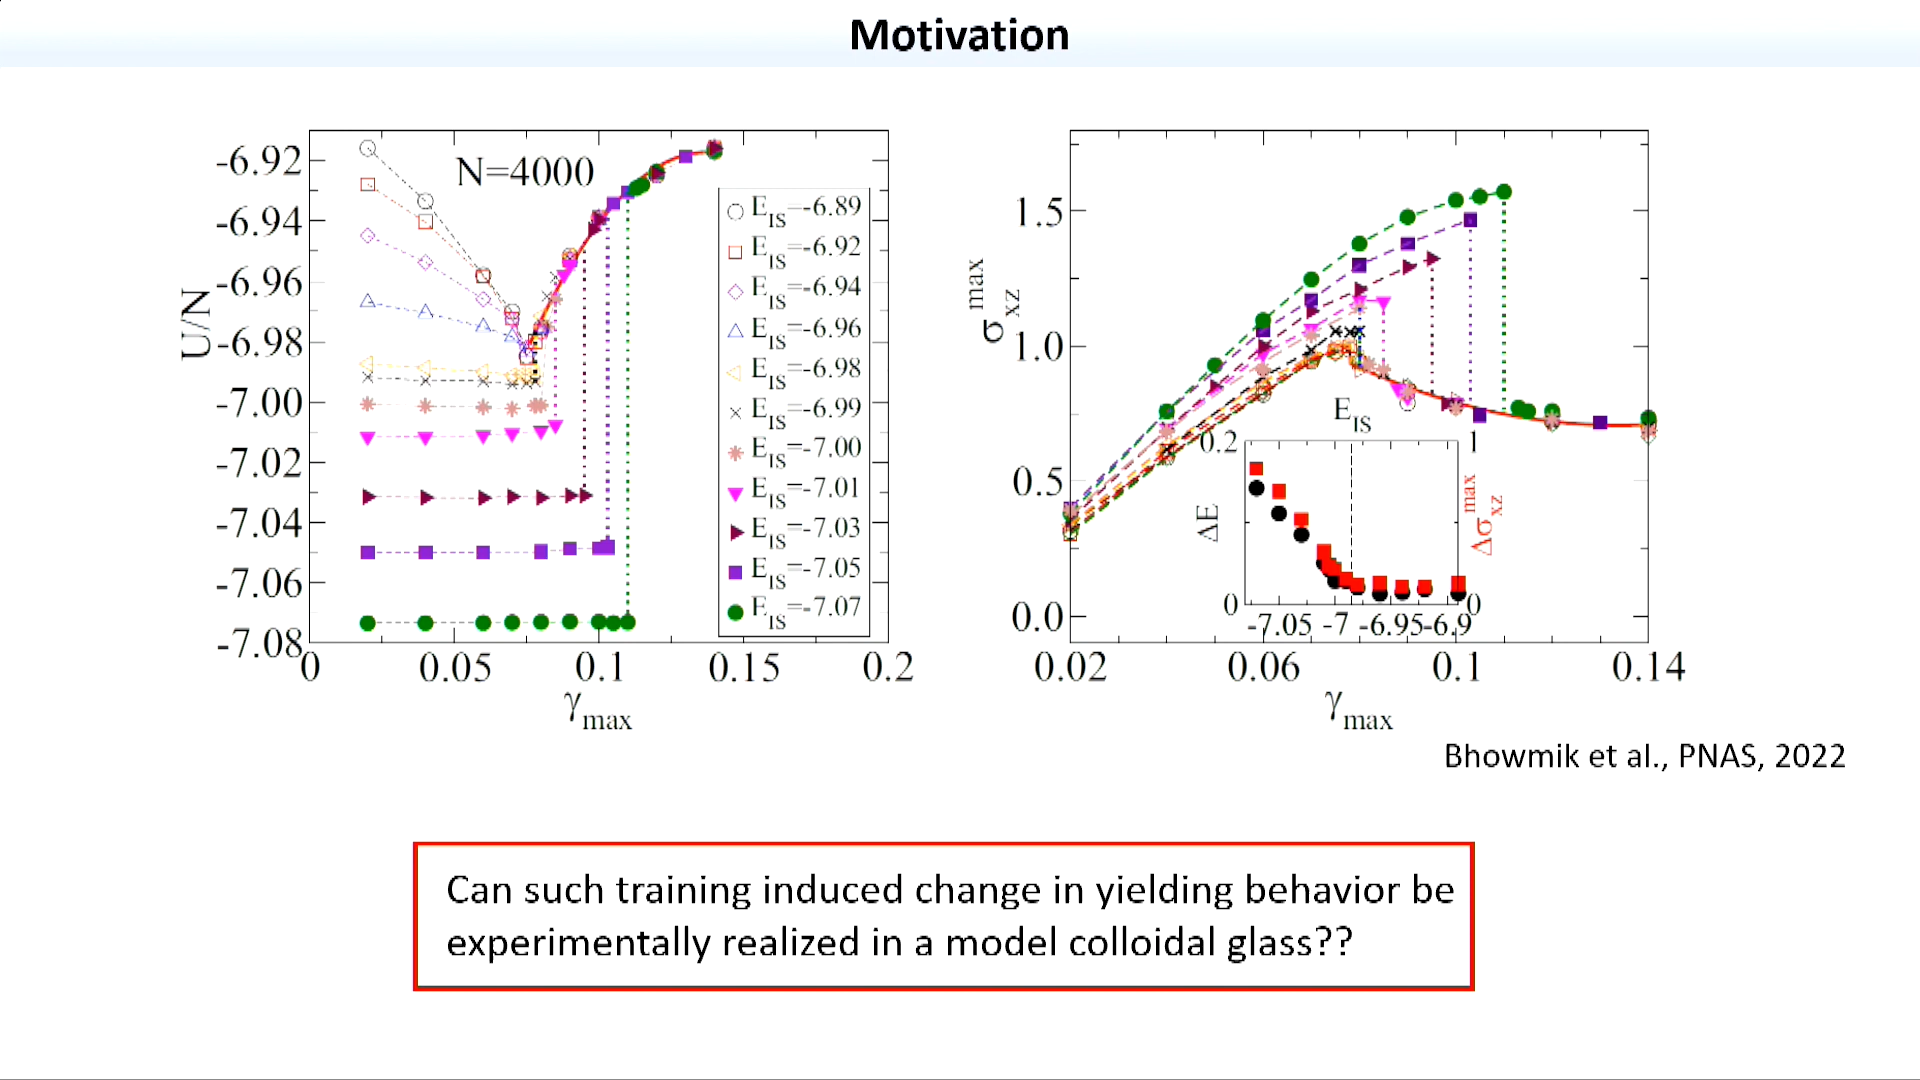 Motivation
-6.92
-6.94
-6.96
-6.98
-7.00
-7.02
-7.04
-7.06
-7.08
U/N
N=4000
E_IS=-6.89
E_IS=-6.92
E_IS=-6.94
E_IS=-6.96
E_IS=-6.98
E_IS=-6.99
E_IS=-7.00
E_IS=-7.01
E_IS=-7.03
E_IS=-7.05
E_IS=-7.07
0 0.05 0.1 0.15 0.2
γ_max
σ_xz^max
1.5
1.0
0.5
0.0
E_IS
0.2 1
ΔE
Δσ_xz^max
0 0
-7.05 -7 -6.95 -6.9
0.02 0.06 0.1 0.14
γ_max
Bhowmik et al., PNAS, 2022
Can such training induced change in yielding behavior be
experimentally realized in a model colloidal glass??